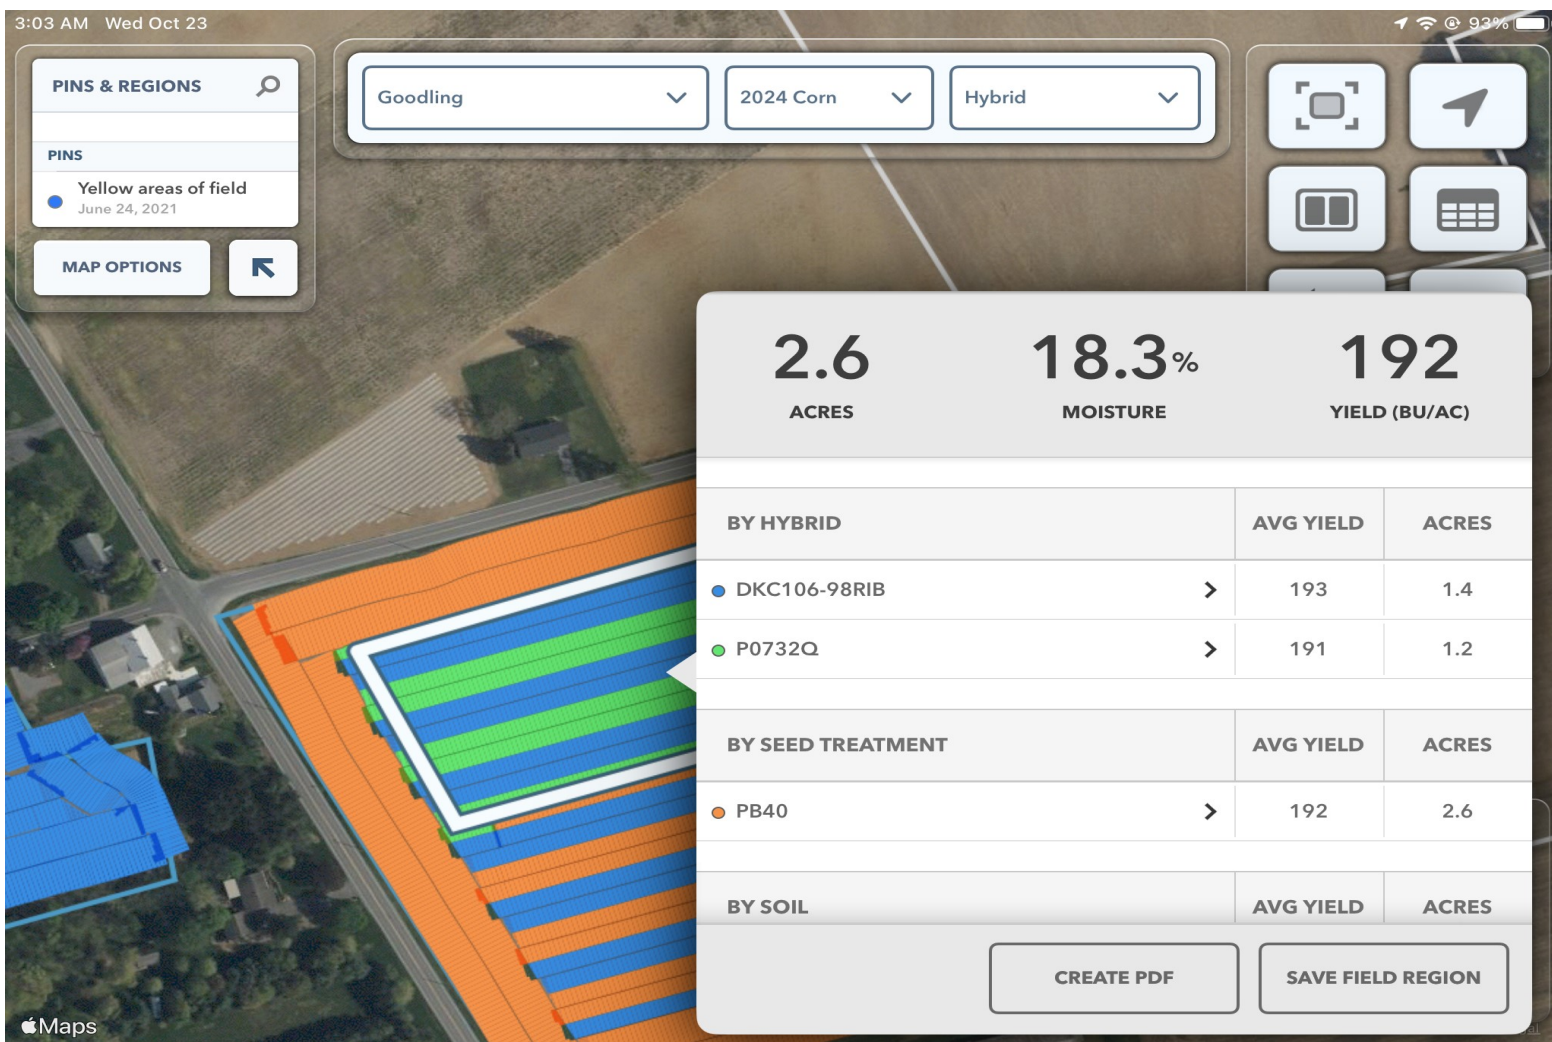 3:03 AM Wed Oct 23
93%
PINS & REGIONS
PINS
Yellow areas of field
June 24, 2021
MAP OPTIONS
Goodling
2024 Corn
Hybrid
2.6 18.3% 192
ACRES MOISTURE YIELD (BU/AC)
BY HYBRID AVG YIELD ACRES
DKC106-98RIB 193 1.4
P0732Q 191 1.2
BY SEED TREATMENT AVG YIELD ACRES
PB40 192 2.6
BY SOIL AVG YIELD ACRES
CREATE PDF SAVE FIELD REGION
Maps